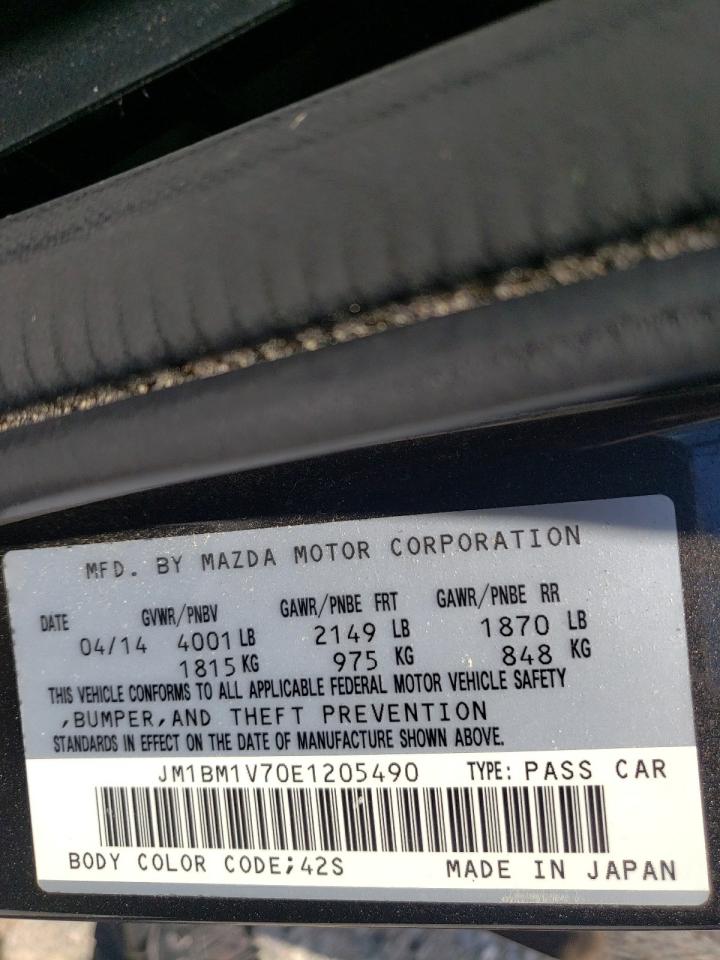 MFD. BY MAZDA MOTOR CORPORATION
DATE GVWR/PNBV GAWR/PNBE FRT GAWR/PNBE RR
04/14 4001 LB 2149 LB 1870 LB
1815 KG 975 KG 848 KG
THIS VEHICLE CONFORMS TO ALL APPLICABLE FEDERAL MOTOR VEHICLE SAFETY
,BUMPER,AND THEFT PREVENTION
STANDARDS IN EFFECT ON THE DATE OF MANUFACTURE SHOWN ABOVE.
JM1BM1V70E1205490 TYPE: PASS CAR
BODY COLOR CODE;42S MADE IN JAPAN